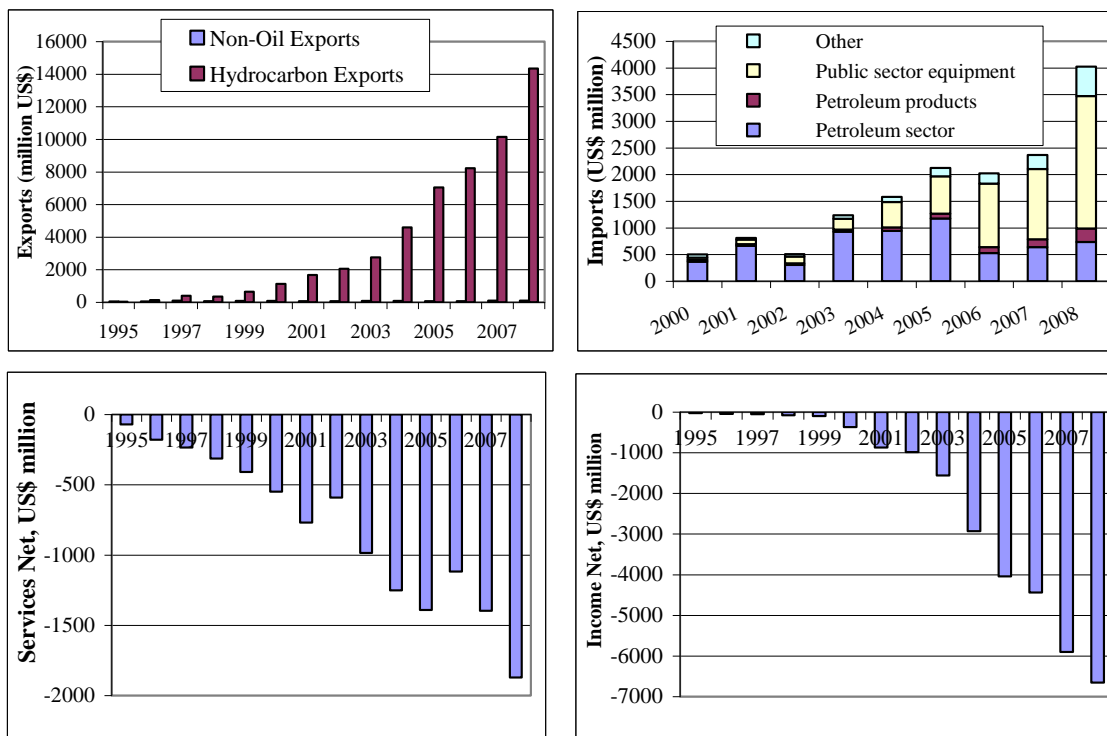 Exports (million US$)
16000
14000
12000
10000
8000
6000
4000
2000
0
Non-Oil Exports
Hydrocarbon Exports
1995 1997 1999 2001 2003 2005 2007
Imports (US$ million)
4500
4000
3500
3000
2500
2000
1500
1000
500
0
Other
Public sector equipment
Petroleum products
Petroleum sector
2000 2001 2002 2003 2004 2005 2006 2007 2008
Services Net, US$ million
0
-500
-1000
-1500
-2000
1995 1997 1999 2001 2003 2005 2007
Income Net, US$ million
0
-1000
-2000
-3000
-4000
-5000
-6000
-7000
1995 1997 1999 2001 2003 2005 2007